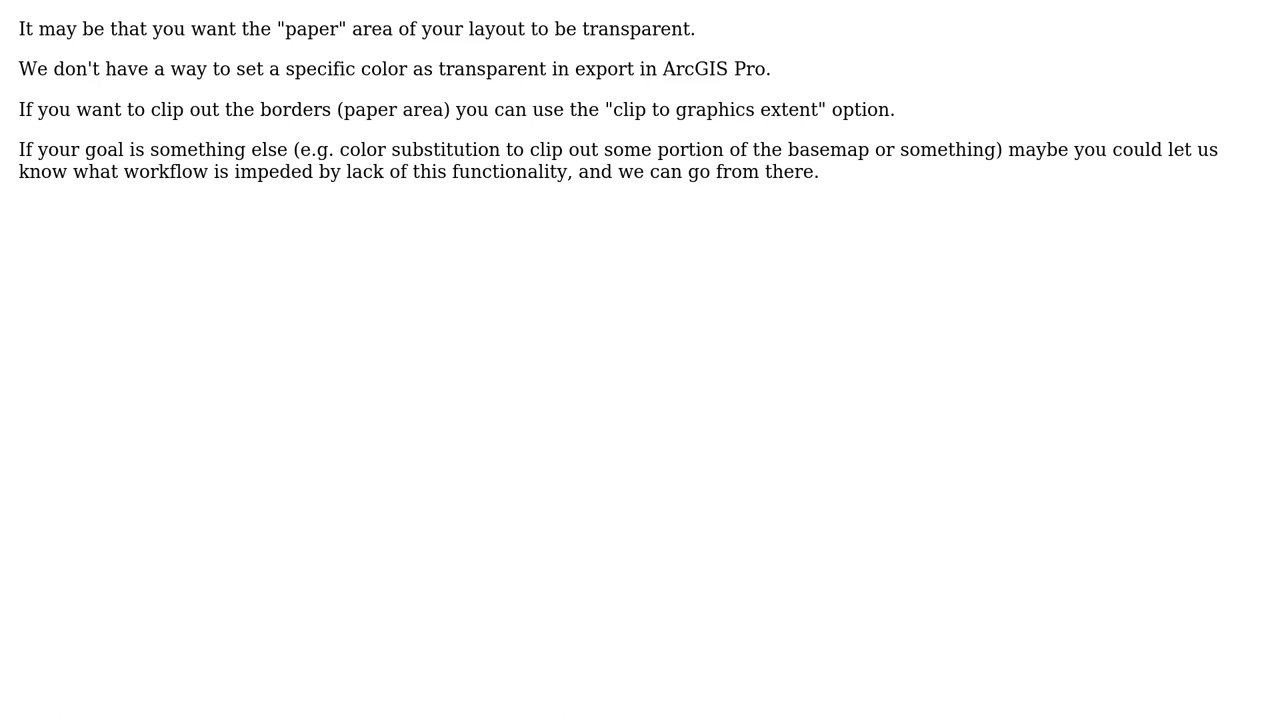 It may be that you want the "paper" area of your layout to be transparent.
We don't have a way to set a specific color as transparent in export in ArcGIS Pro.
If you want to clip out the borders (paper area) you can use the "clip to graphics extent" option.
If your goal is something else (e.g. color substitution to clip out some portion of the basemap or something) maybe you could let us
know what workflow is impeded by lack of this functionality, and we can go from there.